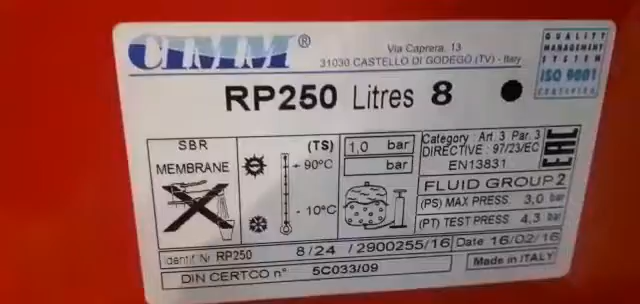 CIMM®
Via Caprera, 13
31030 CASTELLO DI GODEGO (TV) - Italy
QUALITY
MANAGEMENT
SYSTEM
ISO 9001
CERTIFIED
RP250 Litres 8
SBR
MEMBRANE
(TS)
+ 90°C
- 10°C
1,0 bar
bar
Category : Art. 3 Par. 3
DIRECTIVE : 97/23/EC
EN13831
EAC
FLUID GROUP 2
(PS) MAX PRESS. 3,0 bar
(PT) TEST PRESS. 4,3 bar
Identif. Nr RP250 8/24 /2900255/16 Date 16/02/16
DIN CERTCO n° 5C033/09
Made in ITALY